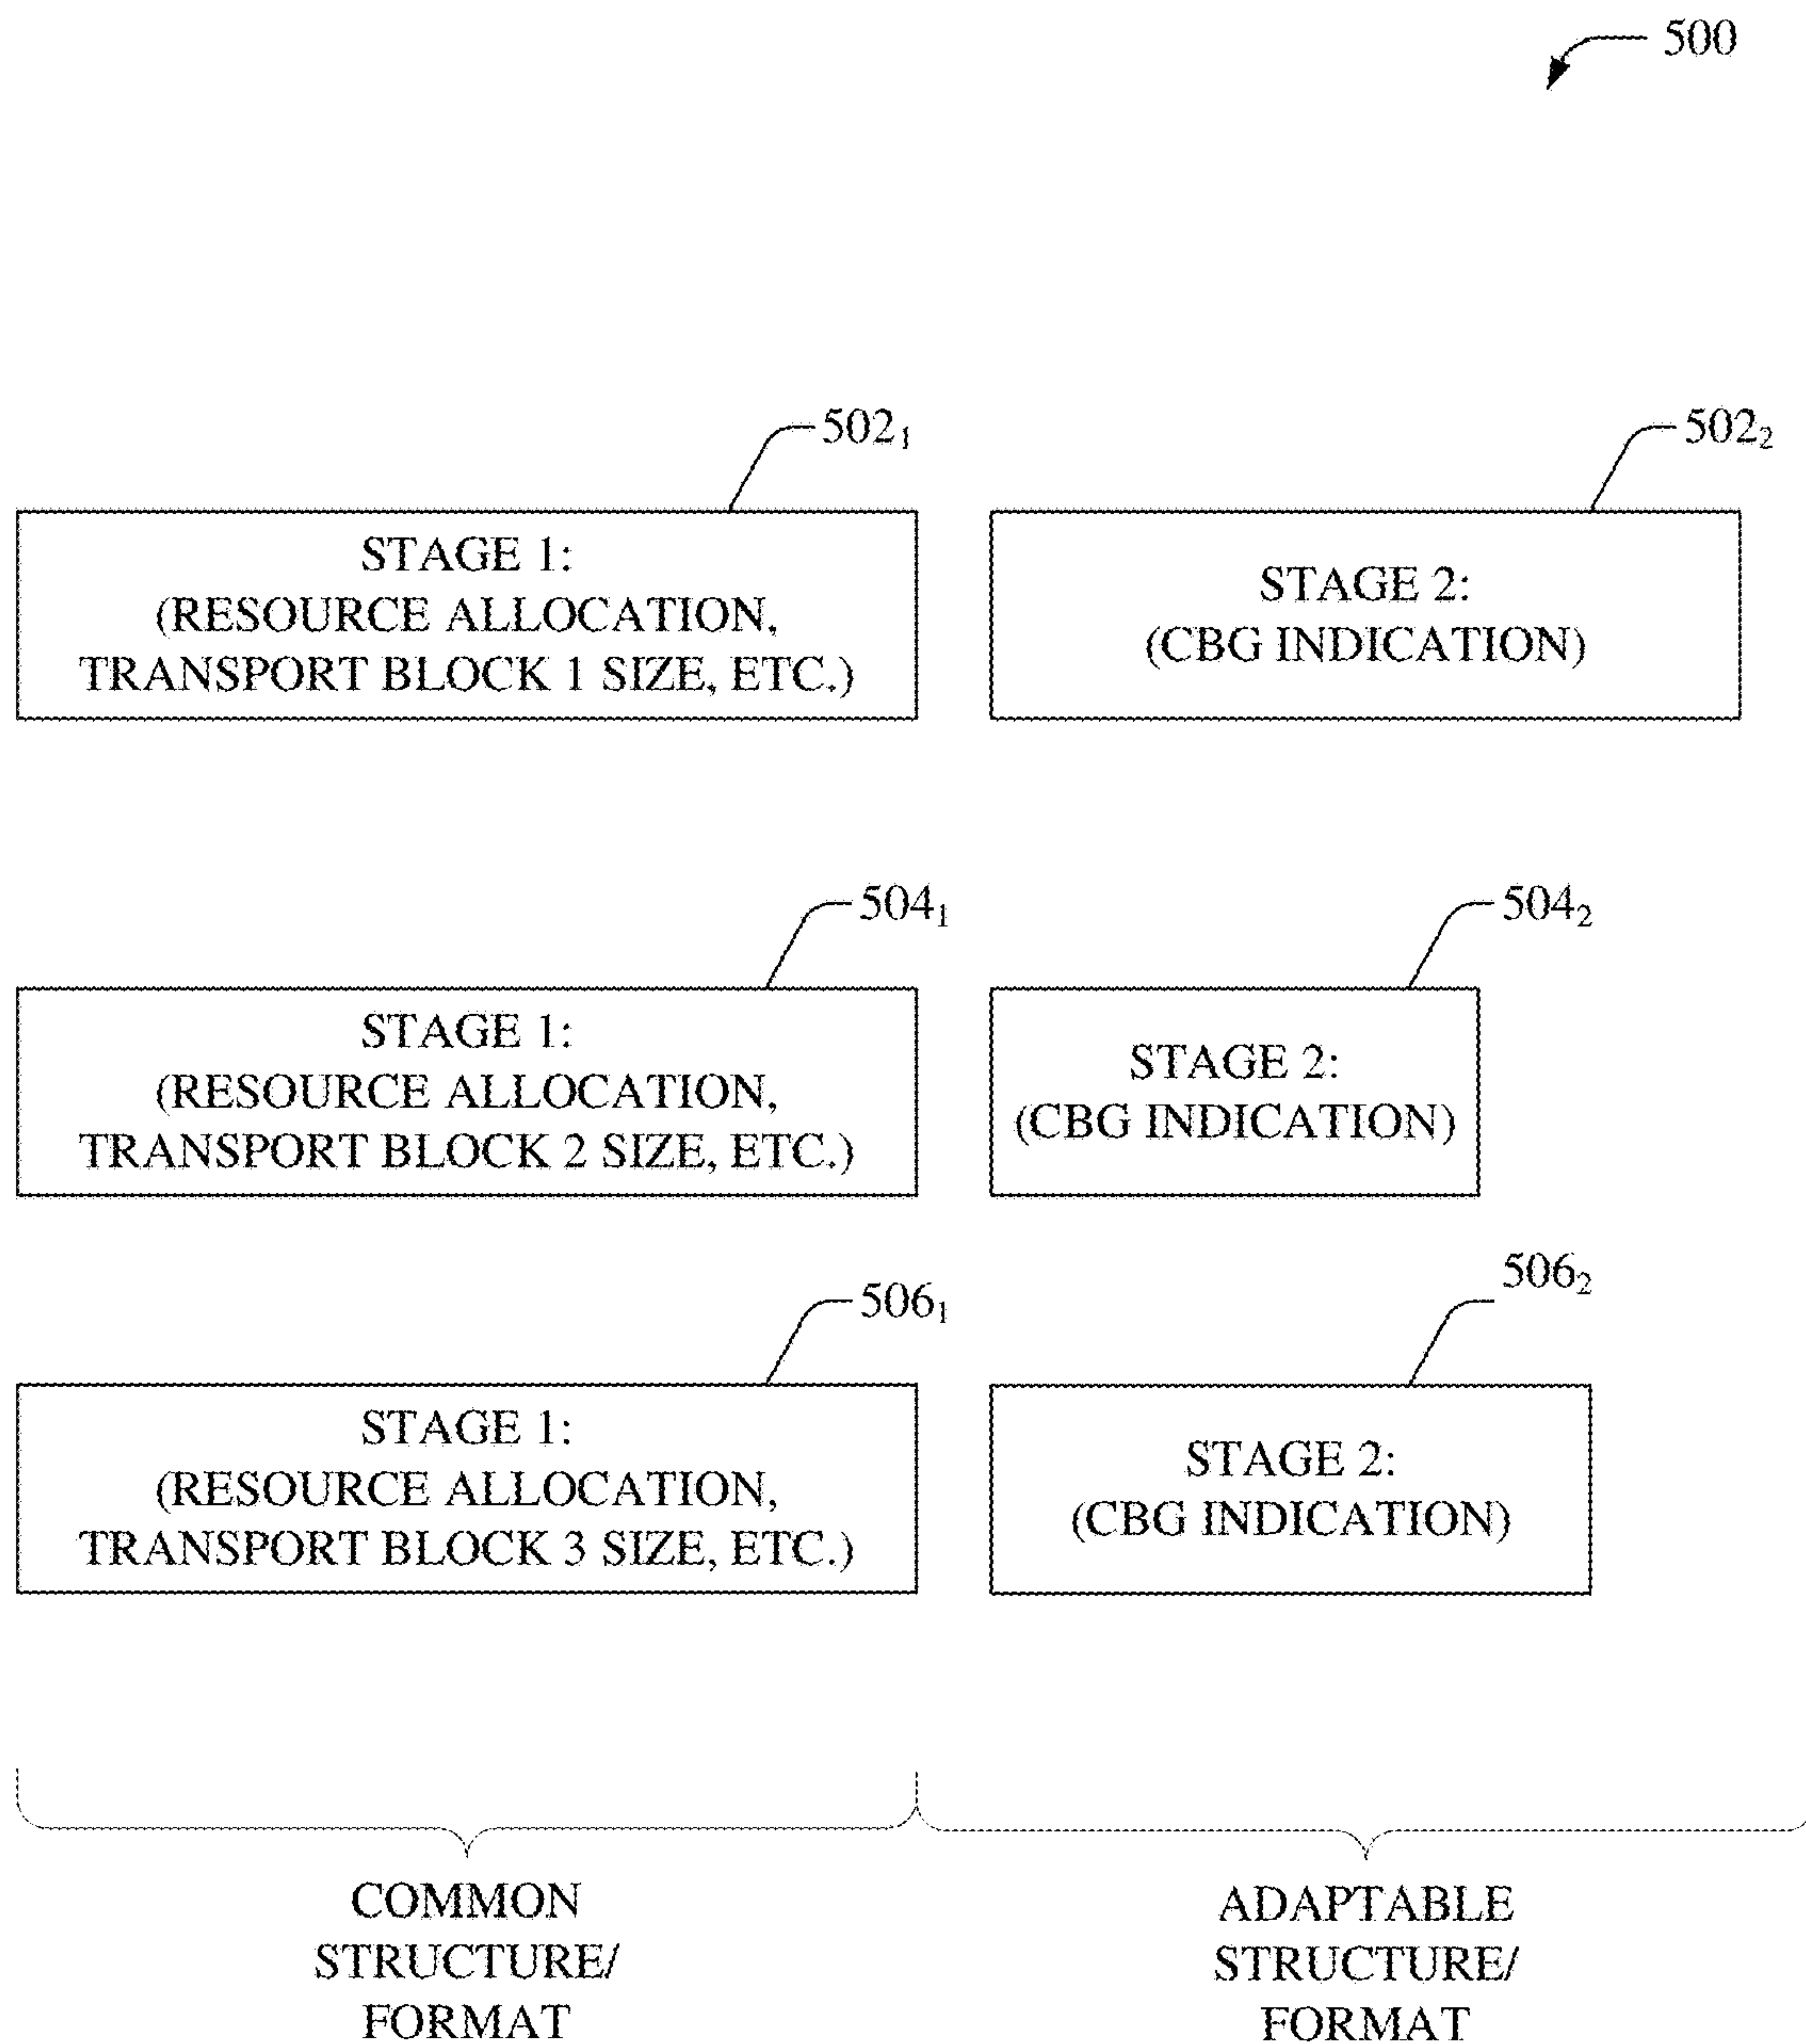 500
502₁
502₂
STAGE 1:
(RESOURCE ALLOCATION,
TRANSPORT BLOCK 1 SIZE, ETC.)
STAGE 2:
(CBG INDICATION)
504₁
504₂
STAGE 1:
(RESOURCE ALLOCATION,
TRANSPORT BLOCK 2 SIZE, ETC.)
STAGE 2:
(CBG INDICATION)
506₁
506₂
STAGE 1:
(RESOURCE ALLOCATION,
TRANSPORT BLOCK 3 SIZE, ETC.)
STAGE 2:
(CBG INDICATION)
COMMON
STRUCTURE/
FORMAT
ADAPTABLE
STRUCTURE/
FORMAT